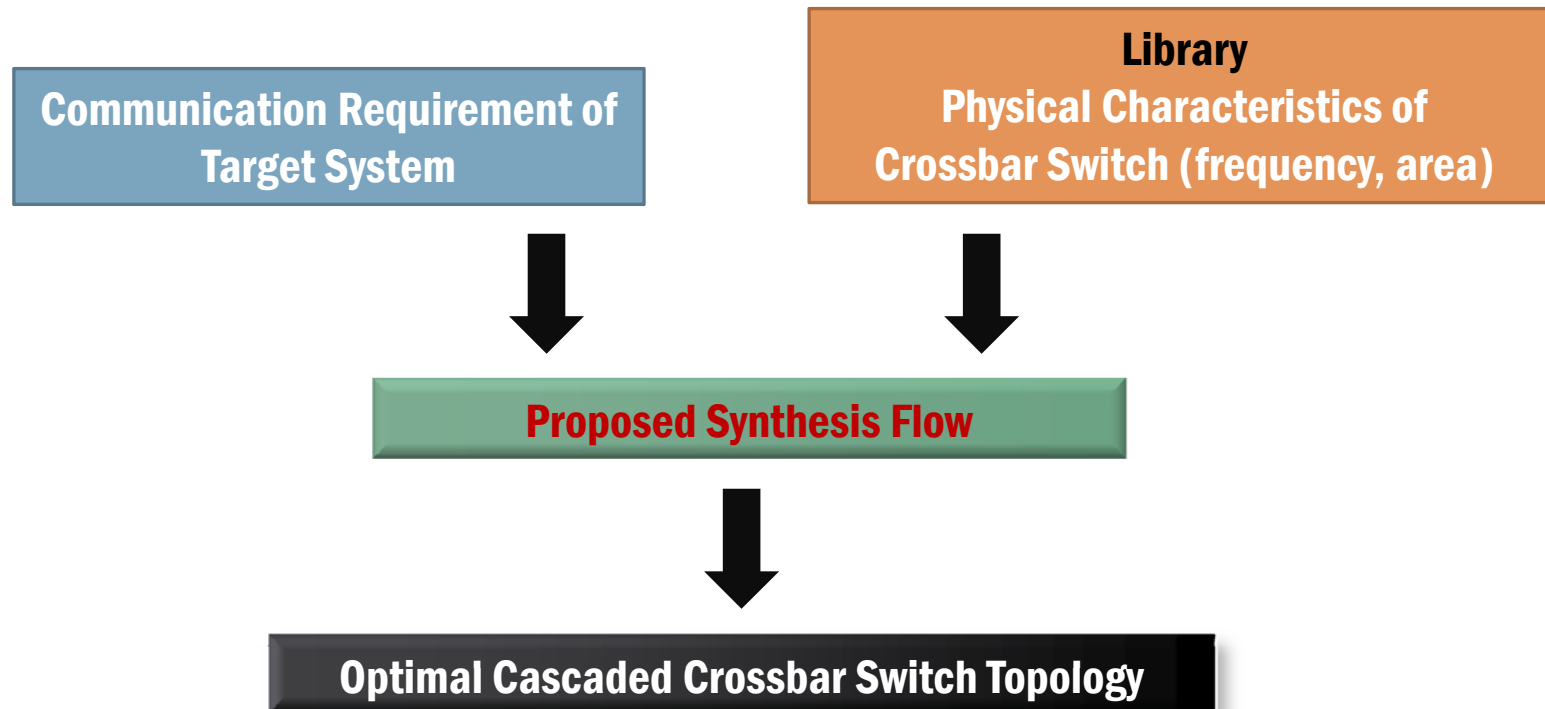 Communication Requirement of
Target System
Library
Physical Characteristics of
Crossbar Switch (frequency, area)
Proposed Synthesis Flow
Optimal Cascaded Crossbar Switch Topology